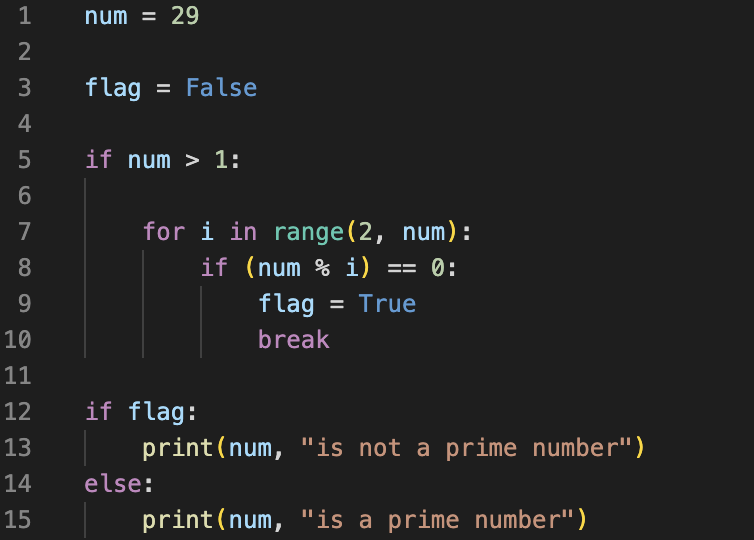 1 num = 29
2
3 flag = False
4
5 if num > 1:
6
7     for i in range(2, num):
8         if (num % i) == 0:
9             flag = True
10             break
11
12 if flag:
13     print(num, "is not a prime number")
14 else:
15     print(num, "is a prime number")